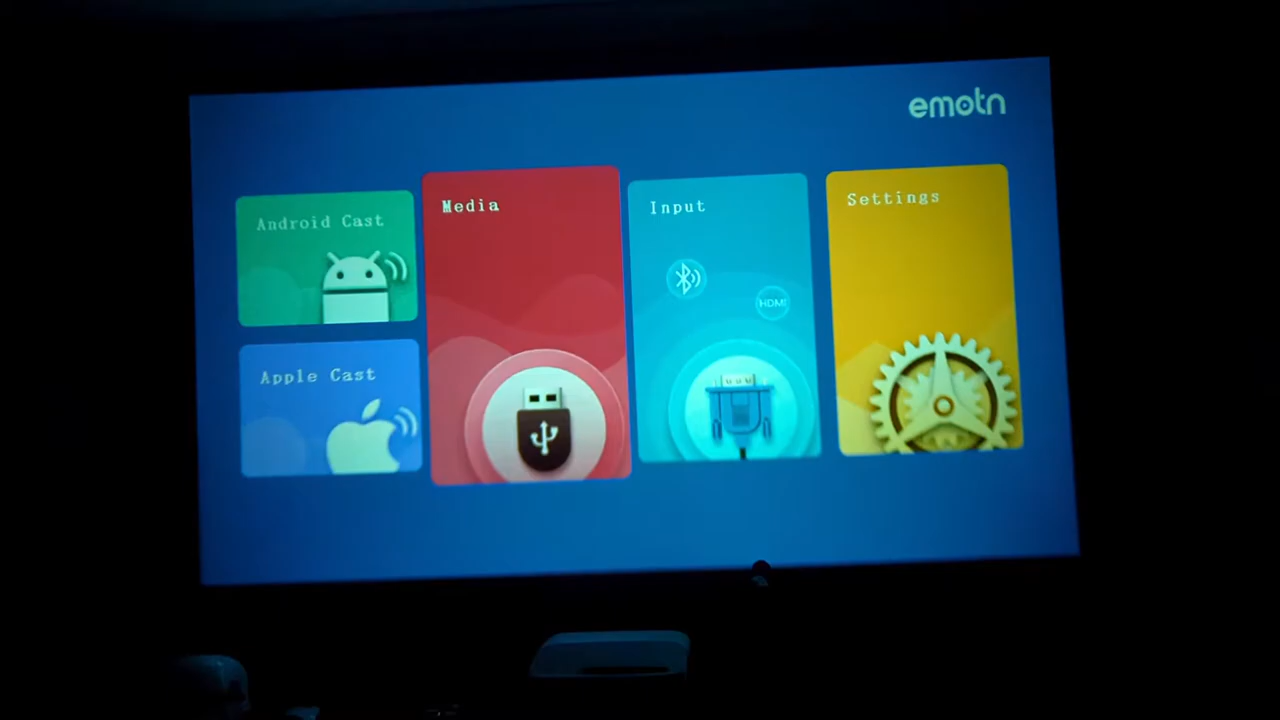 emotn
Android Cast
Media
Input
Settings
HDMI
Apple Cast